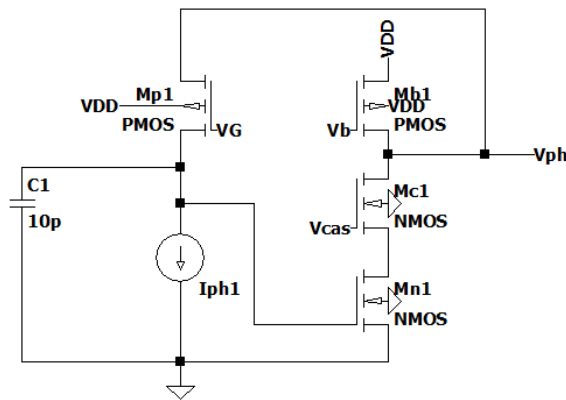 VDD
Mp1
VDD
PMOS
VG
Mb1
VDD
Vb
PMOS
Vph
C1
10p
Mc1
Vcas
NMOS
Iph1
Mn1
NMOS